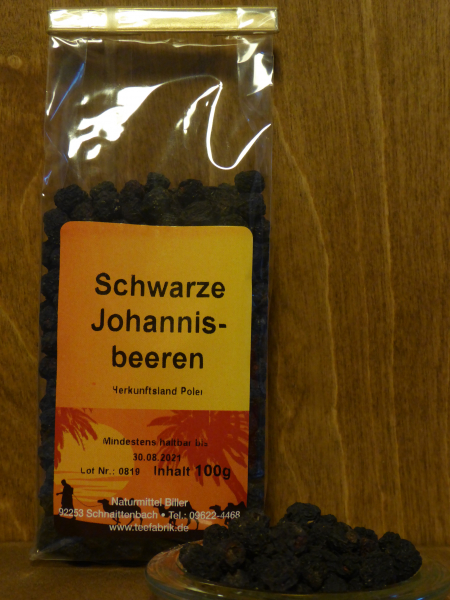 Schwarze
Johannis-
beeren
Herkunftsland Polen
Mindestens haltbar bis
30.08.2021
Lot Nr.: 0819 Inhalt 100g
Naturmittel Biller
92253 Schnaittenbach • Tel.: 09622-4468
www.teefabrik.de